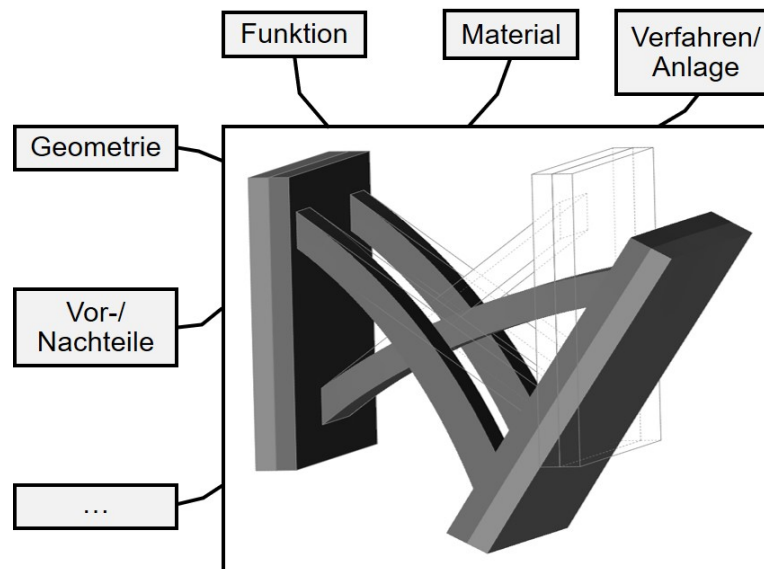 Funktion
Material
Verfahren/
Anlage
Geometrie
Vor-/
Nachteile
...